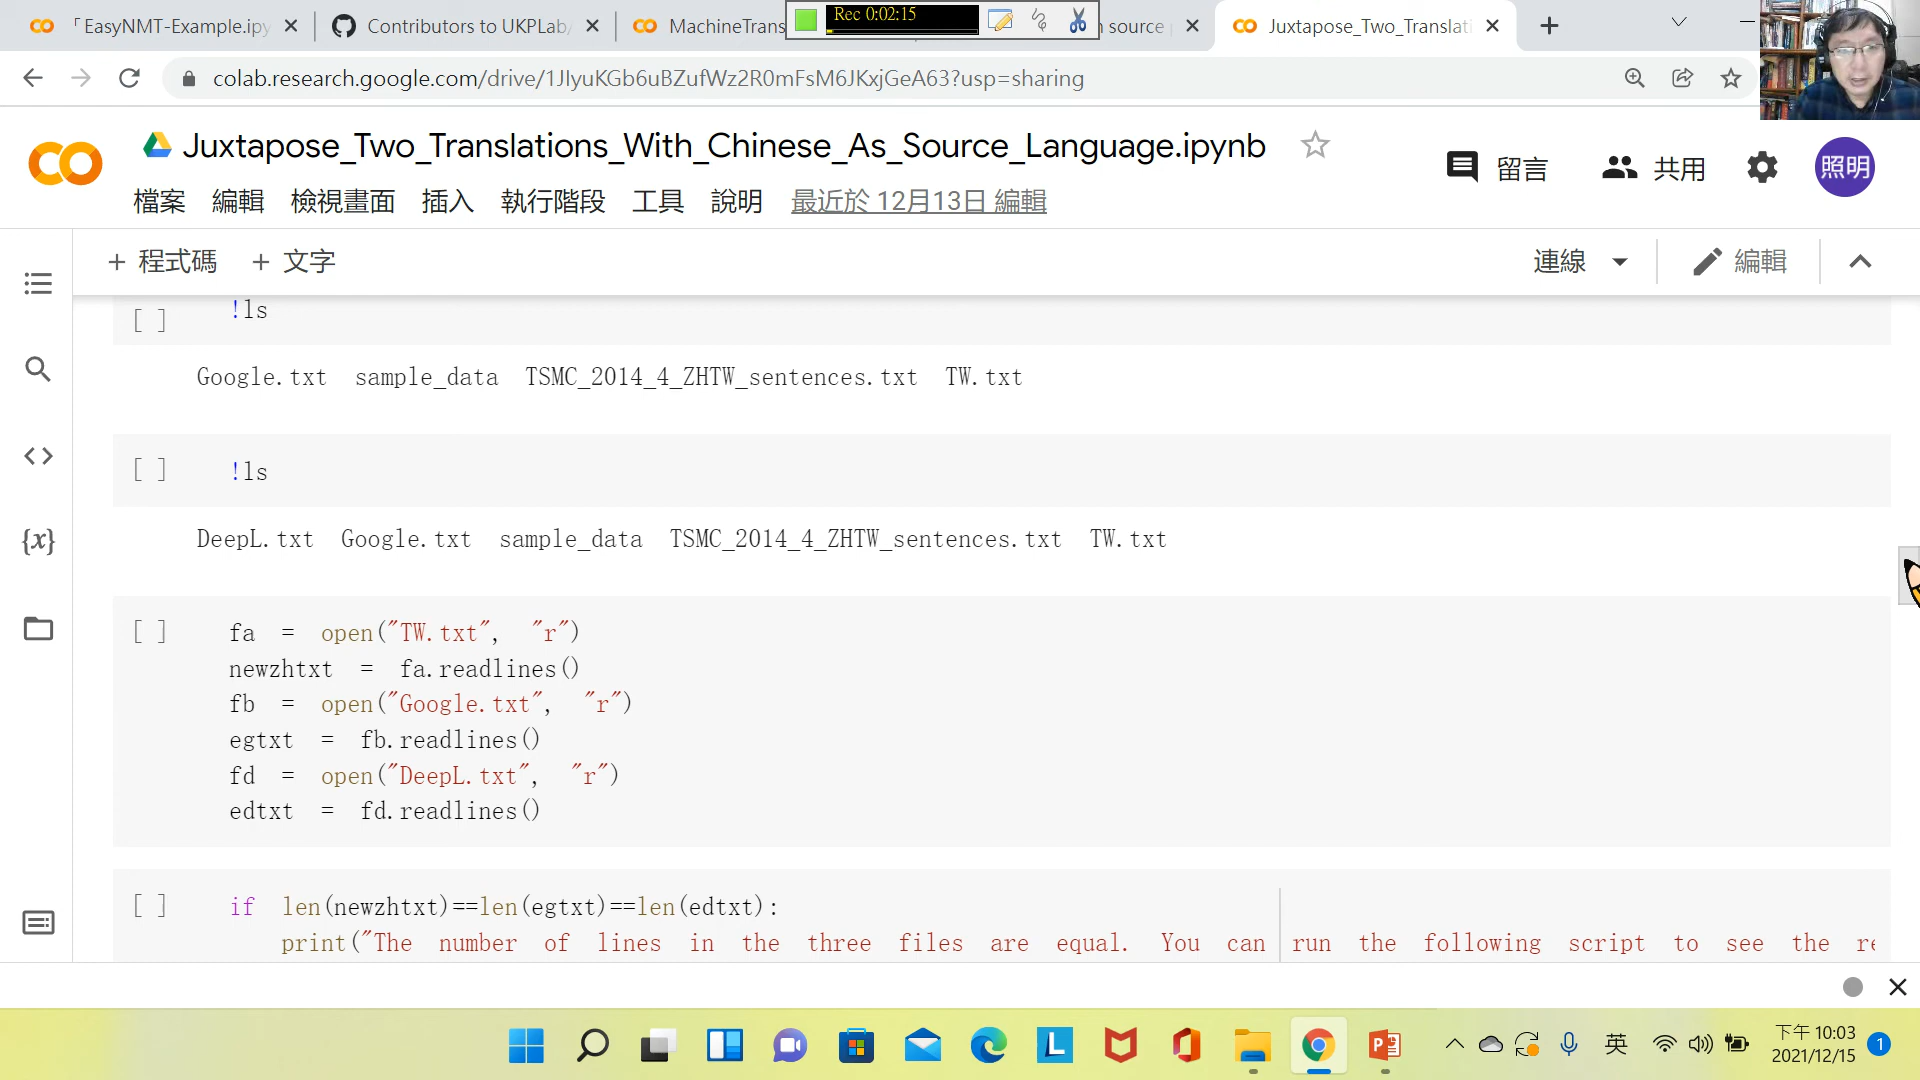 「EasyNMT-Example.ipy
Contributors to UKPLab/
MachineTrans
Rec 0:02:15
source
Juxtapose_Two_Translati
colab.research.google.com/drive/1JIyuKGb6uBZufWz2R0mFsM6JKxjGeA63?usp=sharing
Juxtapose_Two_Translations_With_Chinese_As_Source_Language.ipynb
留言
共用
照明
檔案 編輯 檢視畫面 插入 執行階段 工具 說明 最近於 12月13日 編輯
+ 程式碼 + 文字
連線
編輯
[ ] !ls
Google.txt sample_data TSMC_2014_4_ZHTW_sentences.txt TW.txt
[ ] !ls
DeepL.txt Google.txt sample_data TSMC_2014_4_ZHTW_sentences.txt TW.txt
[ ] fa = open("TW.txt", "r")
newzhtxt = fa.readlines()
fb = open("Google.txt", "r")
egtxt = fb.readlines()
fd = open("DeepL.txt", "r")
edtxt = fd.readlines()
[ ] if len(newzhtxt)==len(egtxt)==len(edtxt):
print("The number of lines in the three files are equal. You can run the following script to see the re
英
下午 10:03
2021/12/15
1